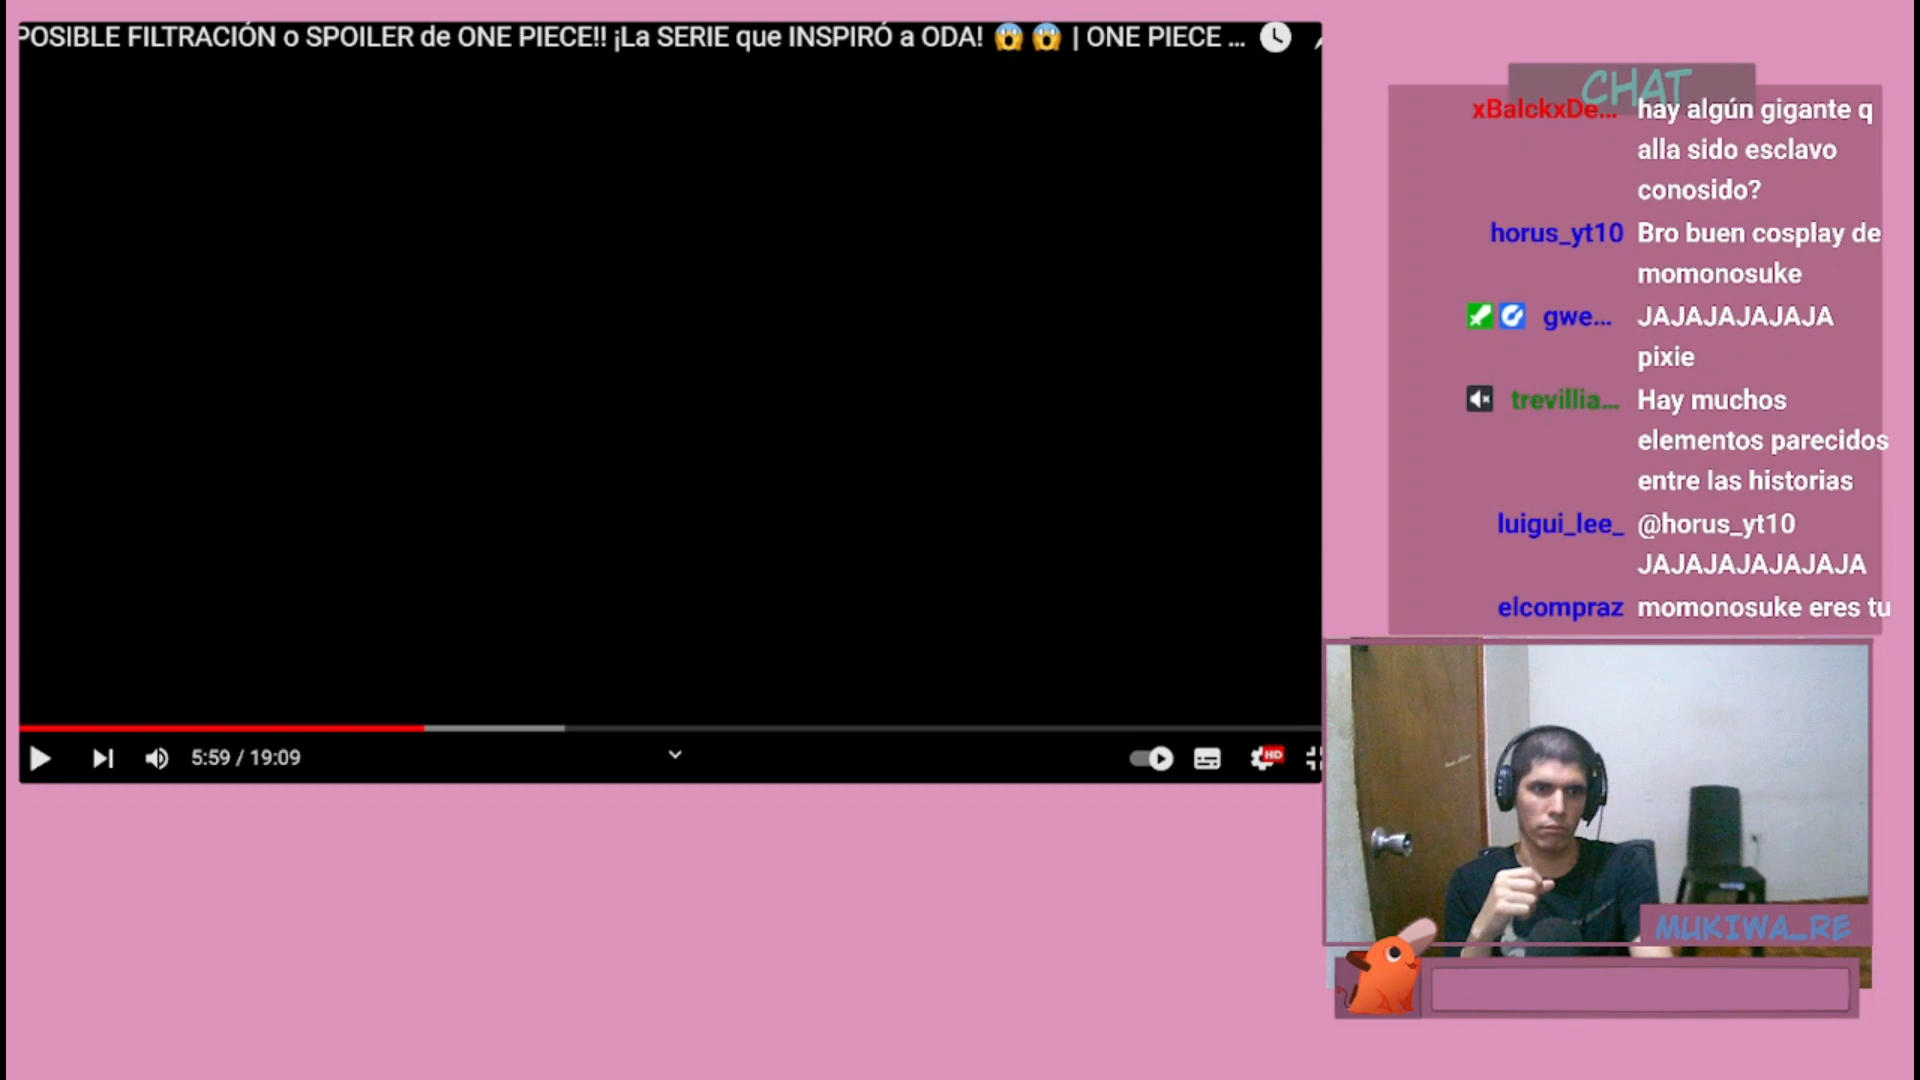 POSIBLE FILTRACIÓN o SPOILER de ONE PIECE!! ¡La SERIE que INSPIRÓ a ODA! 😱 😱 | ONE PIECE ...
5:59 / 19:09
HD
CHAT
xBalckxDe... hay algún gigante q
alla sido esclavo
conosido?
horus_yt10 Bro buen cosplay de
momonosuke
gwe... JAJAJAJAJAJA
pixie
trevillia... Hay muchos
elementos parecidos
entre las historias
luigui_lee_ @horus_yt10
JAJAJAJAJAJAJA
elcompraz momonosuke eres tu
MUKIWA_RE